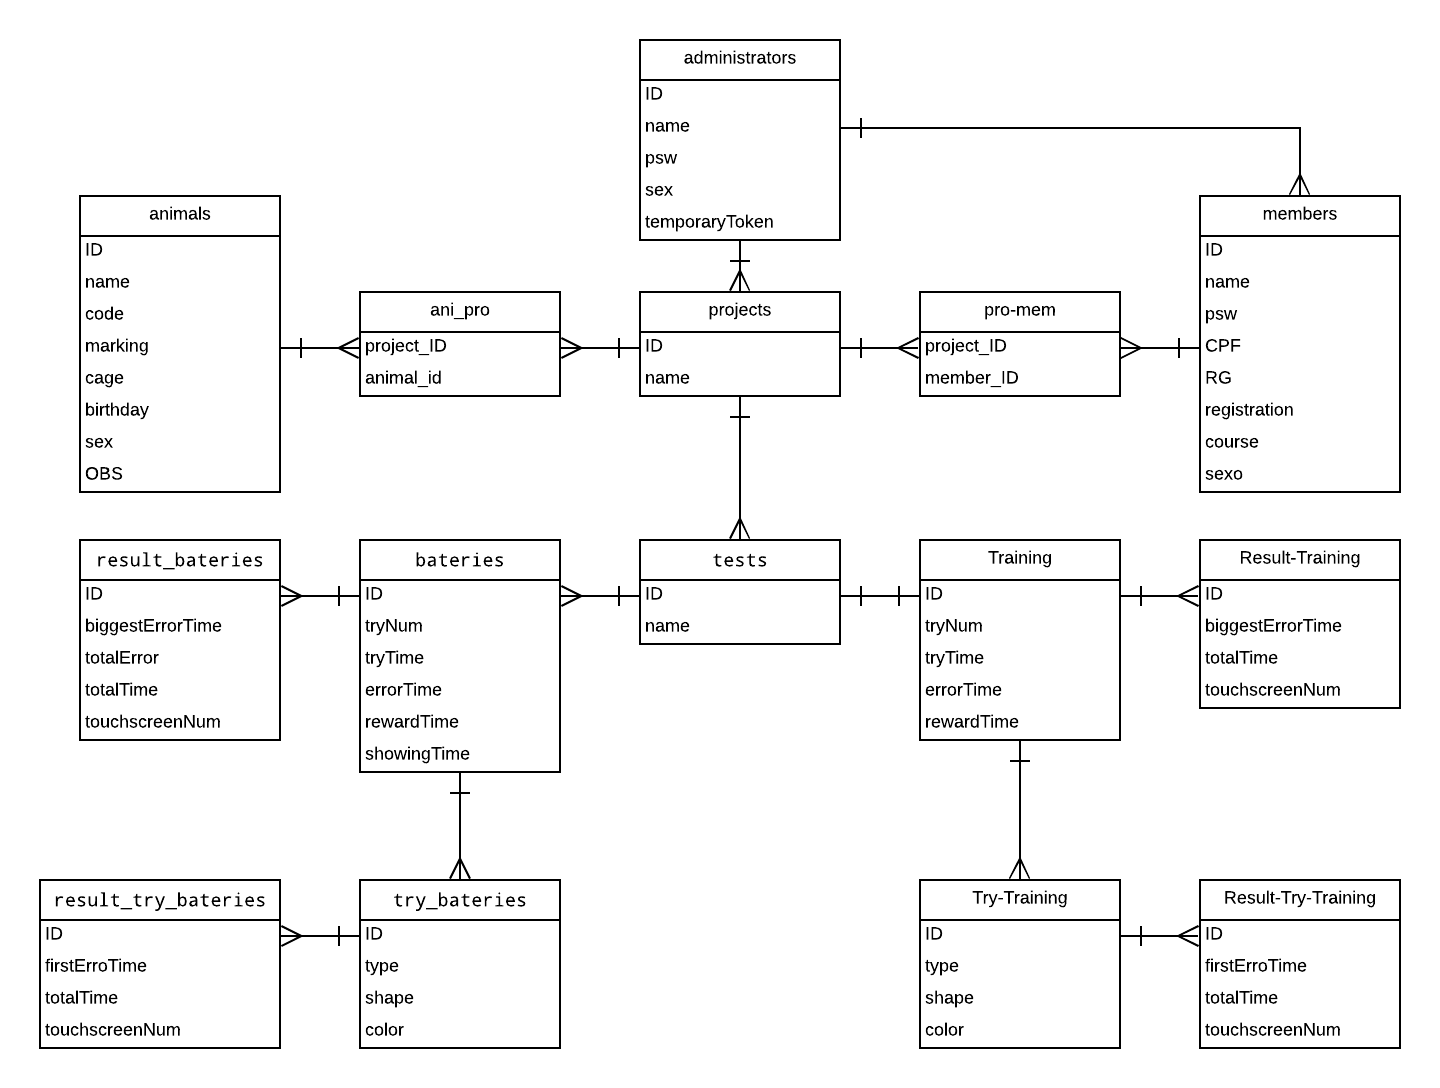 administrators
ID
name
psw
sex
temporaryToken
animals
ID
name
code
marking
cage
birthday
sex
OBS
ani_pro
project_ID
animal_id
projects
ID
name
pro-mem
project_ID
member_ID
members
ID
name
psw
CPF
RG
registration
course
sexo
result_bateries
ID
biggestErrorTime
totalError
totalTime
touchscreenNum
bateries
ID
tryNum
tryTime
errorTime
rewardTime
showingTime
tests
ID
name
Training
ID
tryNum
tryTime
errorTime
rewardTime
Result-Training
ID
biggestErrorTime
totalTime
touchscreenNum
result_try_bateries
ID
firstErroTime
totalTime
touchscreenNum
try_bateries
ID
type
shape
color
Try-Training
ID
type
shape
color
Result-Try-Training
ID
firstErroTime
totalTime
touchscreenNum